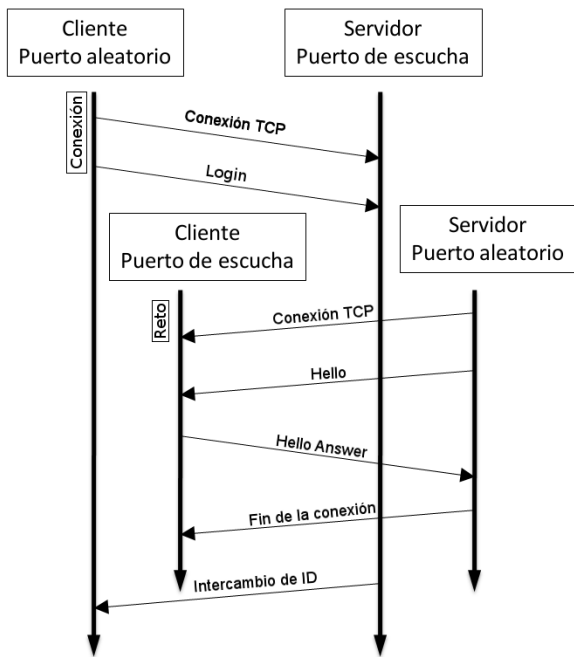 Cliente
Puerto aleatorio
Servidor
Puerto de escucha
Conexión
Conexión TCP
Login
Cliente
Puerto de escucha
Servidor
Puerto aleatorio
Reto
Conexión TCP
Hello
Hello Answer
Fin de la conexión
Intercambio de ID